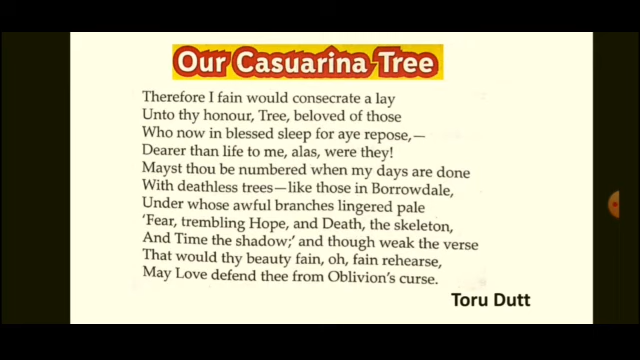 Our Casuarina Tree
Therefore I fain would consecrate a lay
Unto thy honour, Tree, beloved of those
Who now in blessed sleep for aye repose,—
Dearer than life to me, alas, were they!
Mayst thou be numbered when my days are done
With deathless trees—like those in Borrowdale,
Under whose awful branches lingered pale
'Fear, trembling Hope, and Death, the skeleton,
And Time the shadow;' and though weak the verse
That would thy beauty fain, oh, fain rehearse,
May Love defend thee from Oblivion's curse.
Toru Dutt